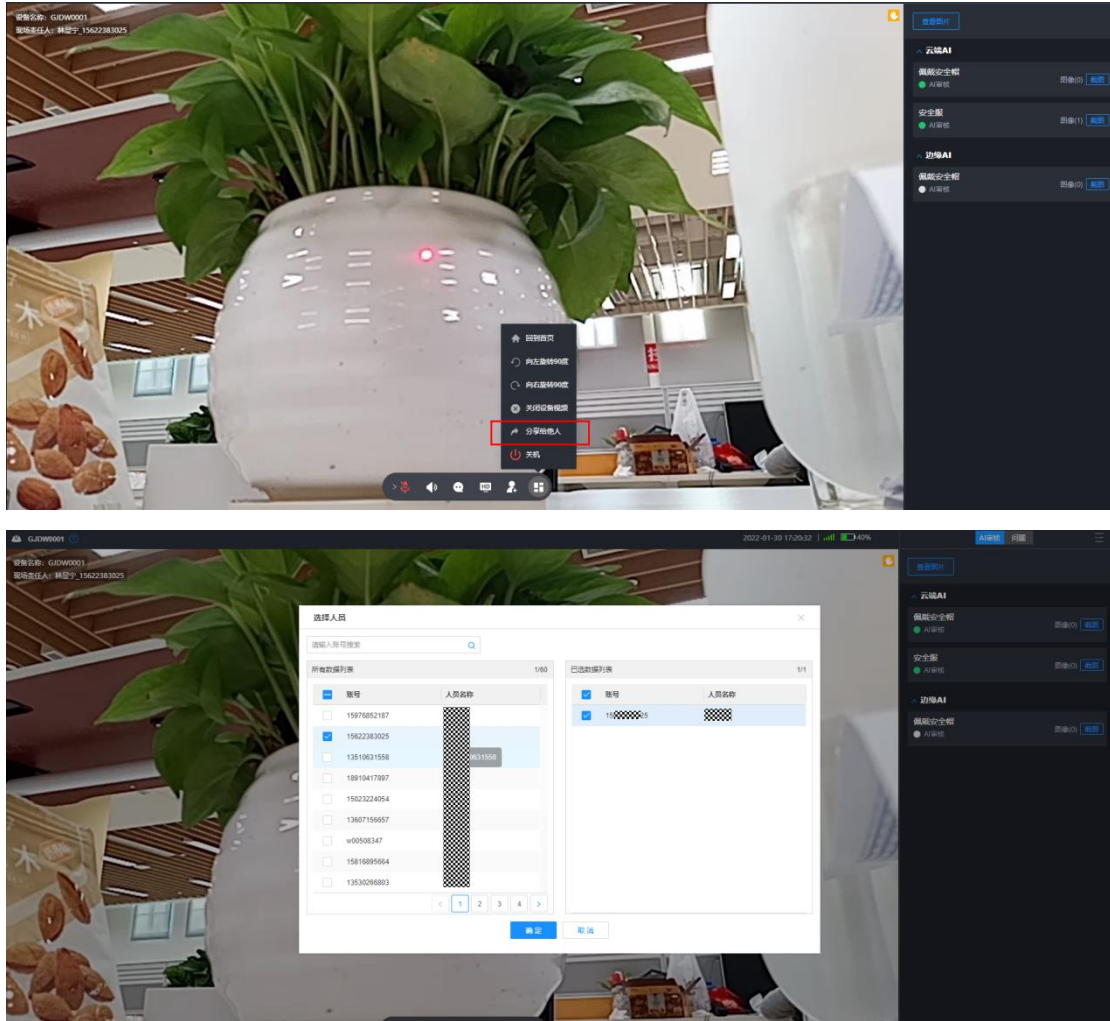 设备名称: GJDW0001
现场责任人: 林显宁_15622383025
查看图片
云端AI
佩戴安全帽
AI审核
图像(0) 截图
安全服
AI审核
图像(1) 截图
边缘AI
佩戴安全帽
AI审核
图像(0) 截图
回到首页
向左旋转90度
向右旋转90度
关闭设备视频
分享给他人
关机
HD
GJDW0001
2022-01-30 17:20:32 40%
AI审核 问题
设备名称: GJDW0001
现场责任人: 林显宁_15622383025
查看图片
云端AI
佩戴安全帽
AI审核
图像(0) 截图
安全服
AI审核
图像(0) 截图
边缘AI
佩戴安全帽
AI审核
图像(0) 截图
选择人员
请输入账号搜索
所有数据列表 1/60
账号 人员名称
15976852187
15622383025
13510631558
0631558
18910417897
15023224054
13607156657
w00508347
15816895664
13530266803
1 2 3 4
已选数据列表 1/1
账号 人员名称
15 25
确定 取消
木